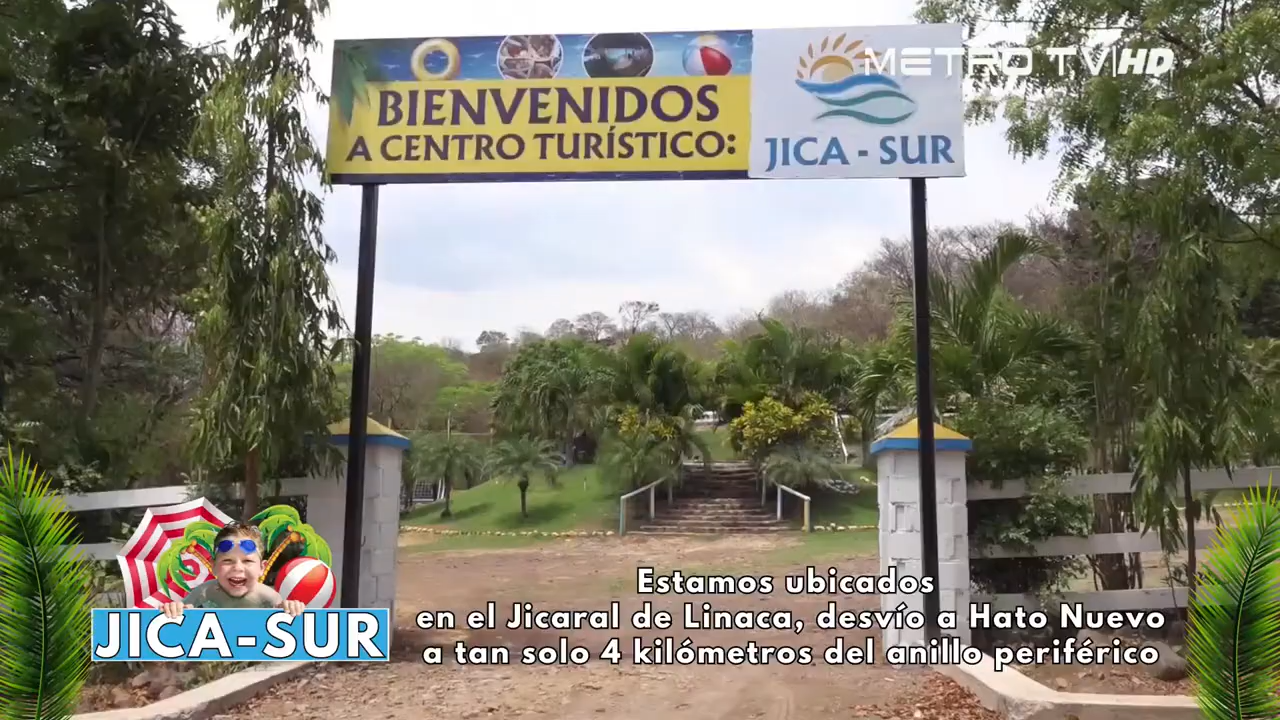 METRO TV HD
BIENVENIDOS
A CENTRO TURÍSTICO:
JICA - SUR
JICA-SUR
Estamos ubicados
en el Jicaral de Linaca, desvío a Hato Nuevo
a tan solo 4 kilómetros del anillo periférico